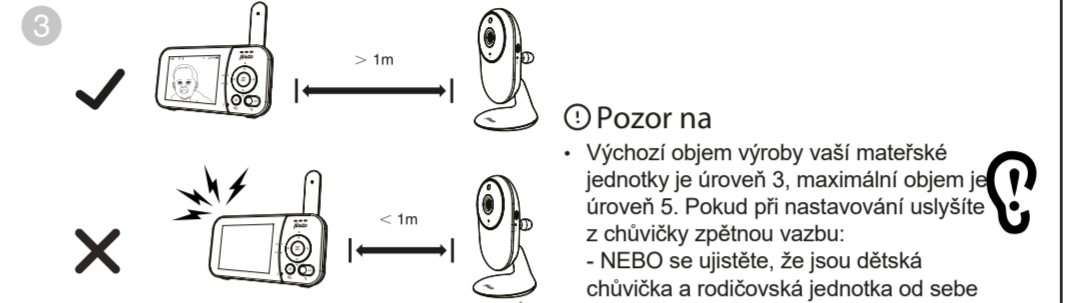 3
> 1m
< 1m
Pozor na
• Výchozí objem výroby vaší mateřské
jednotky je úroveň 3, maximální objem je
úroveň 5. Pokud při nastavování uslyšíte
z chůvičky zpětnou vazbu:
- NEBO se ujistěte, že jsou dětská
chůvička a rodičovská jednotka od sebe